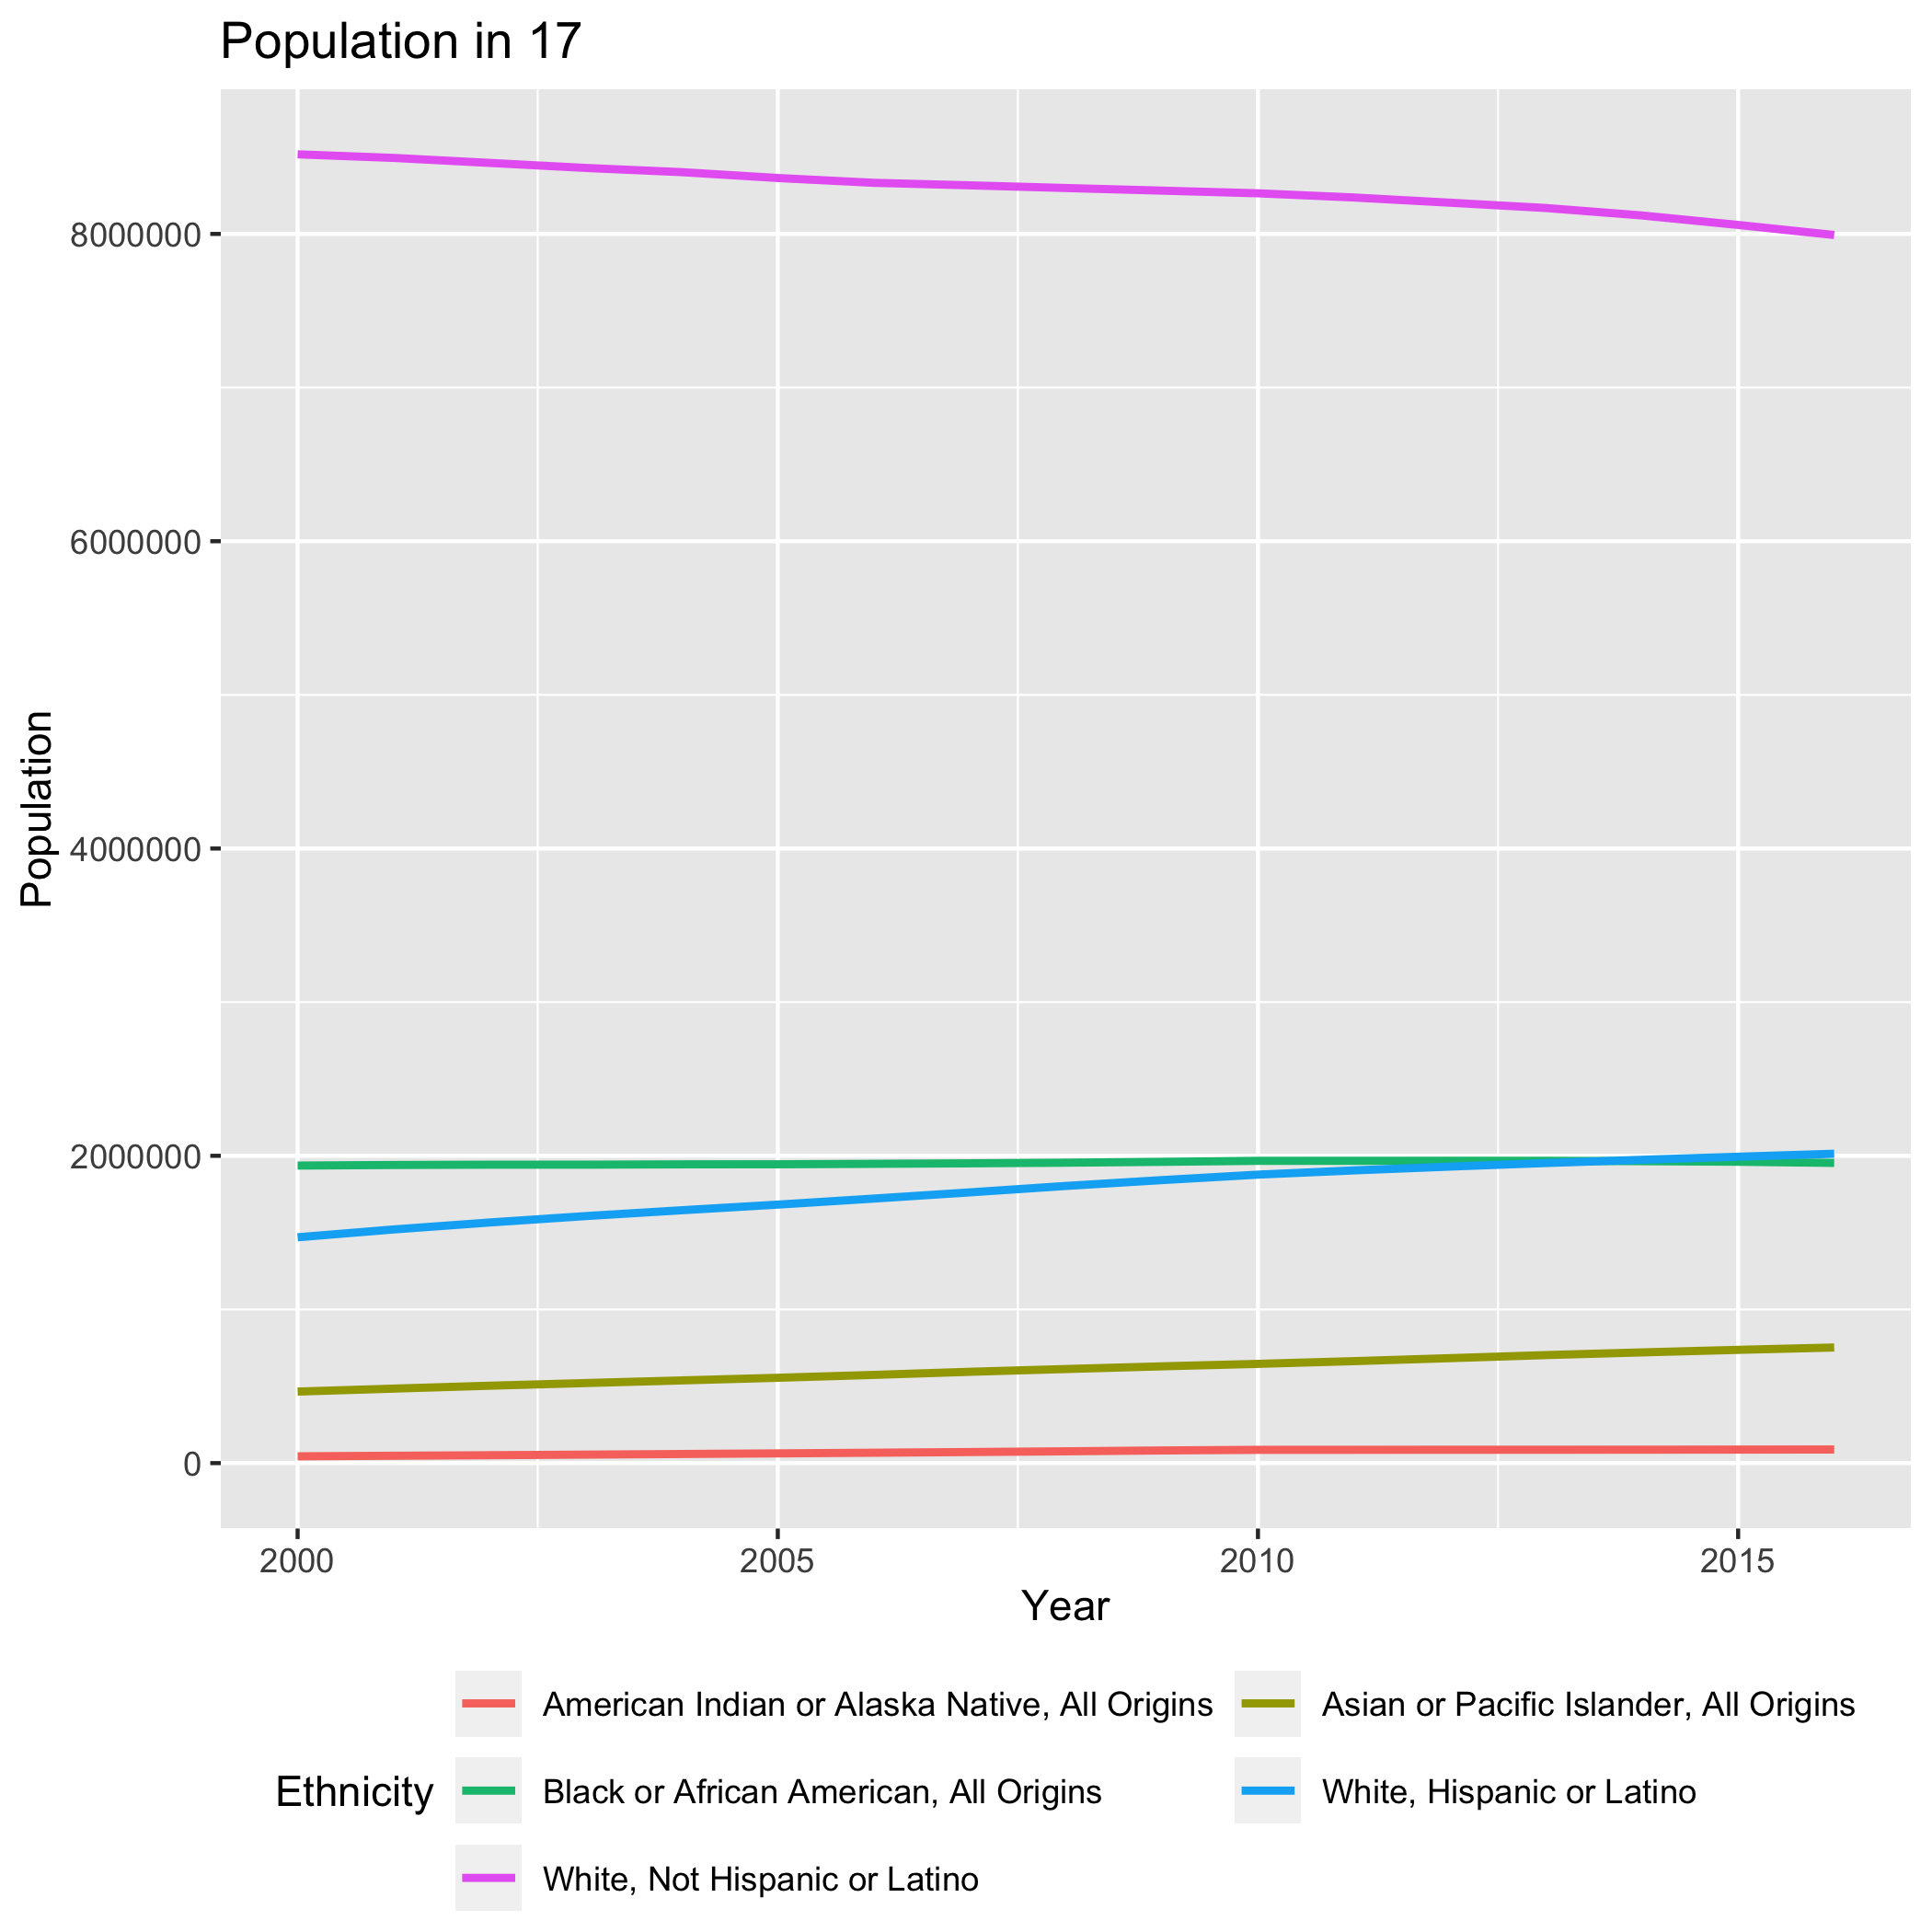 Population in 17
Population
8000000
6000000
4000000
2000000
0
2000 2005 2010 2015
Year
Ethnicity
American Indian or Alaska Native, All Origins
Asian or Pacific Islander, All Origins
Black or African American, All Origins
White, Hispanic or Latino
White, Not Hispanic or Latino